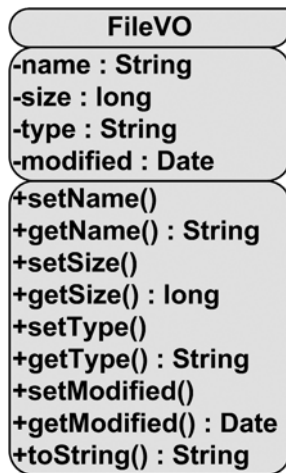 FileVO
-name : String
-size : long
-type : String
-modified : Date
+setName()
+getName() : String
+setSize()
+getSize() : long
+setType()
+getType() : String
+setModified()
+getModified() : Date
+toString() : String